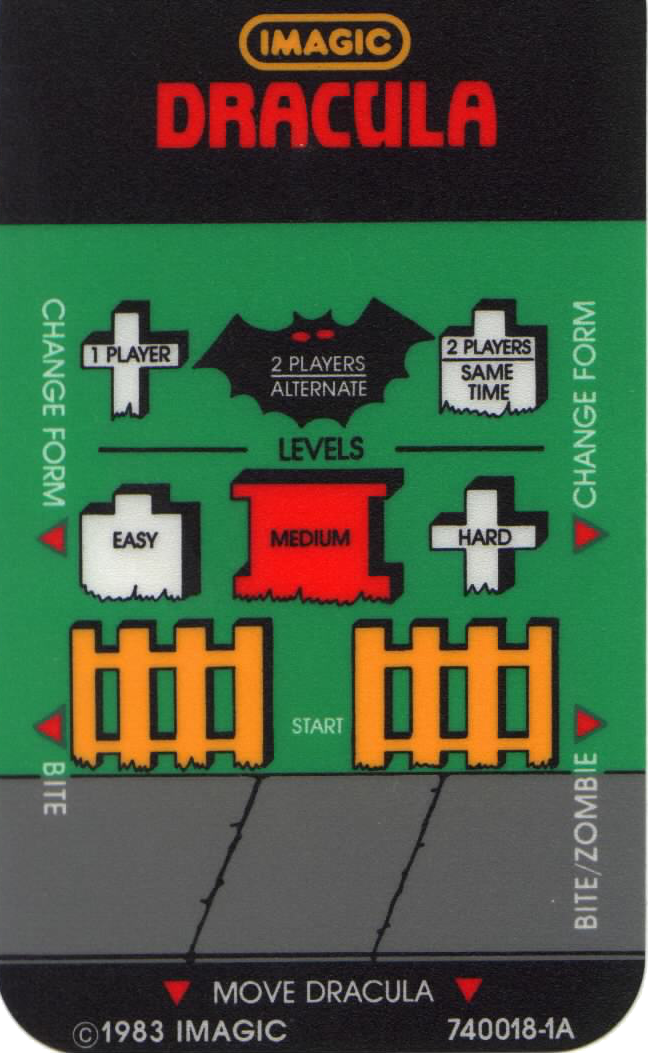 IMAGIC
DRACULA
CHANGE FORM
1 PLAYER
2 PLAYERS
ALTERNATE
2 PLAYERS
SAME
TIME
CHANGE FORM
LEVELS
EASY
MEDIUM
HARD
START
BITE
BITE/ZOMBIE
MOVE DRACULA
©1983 IMAGIC
740018-1A